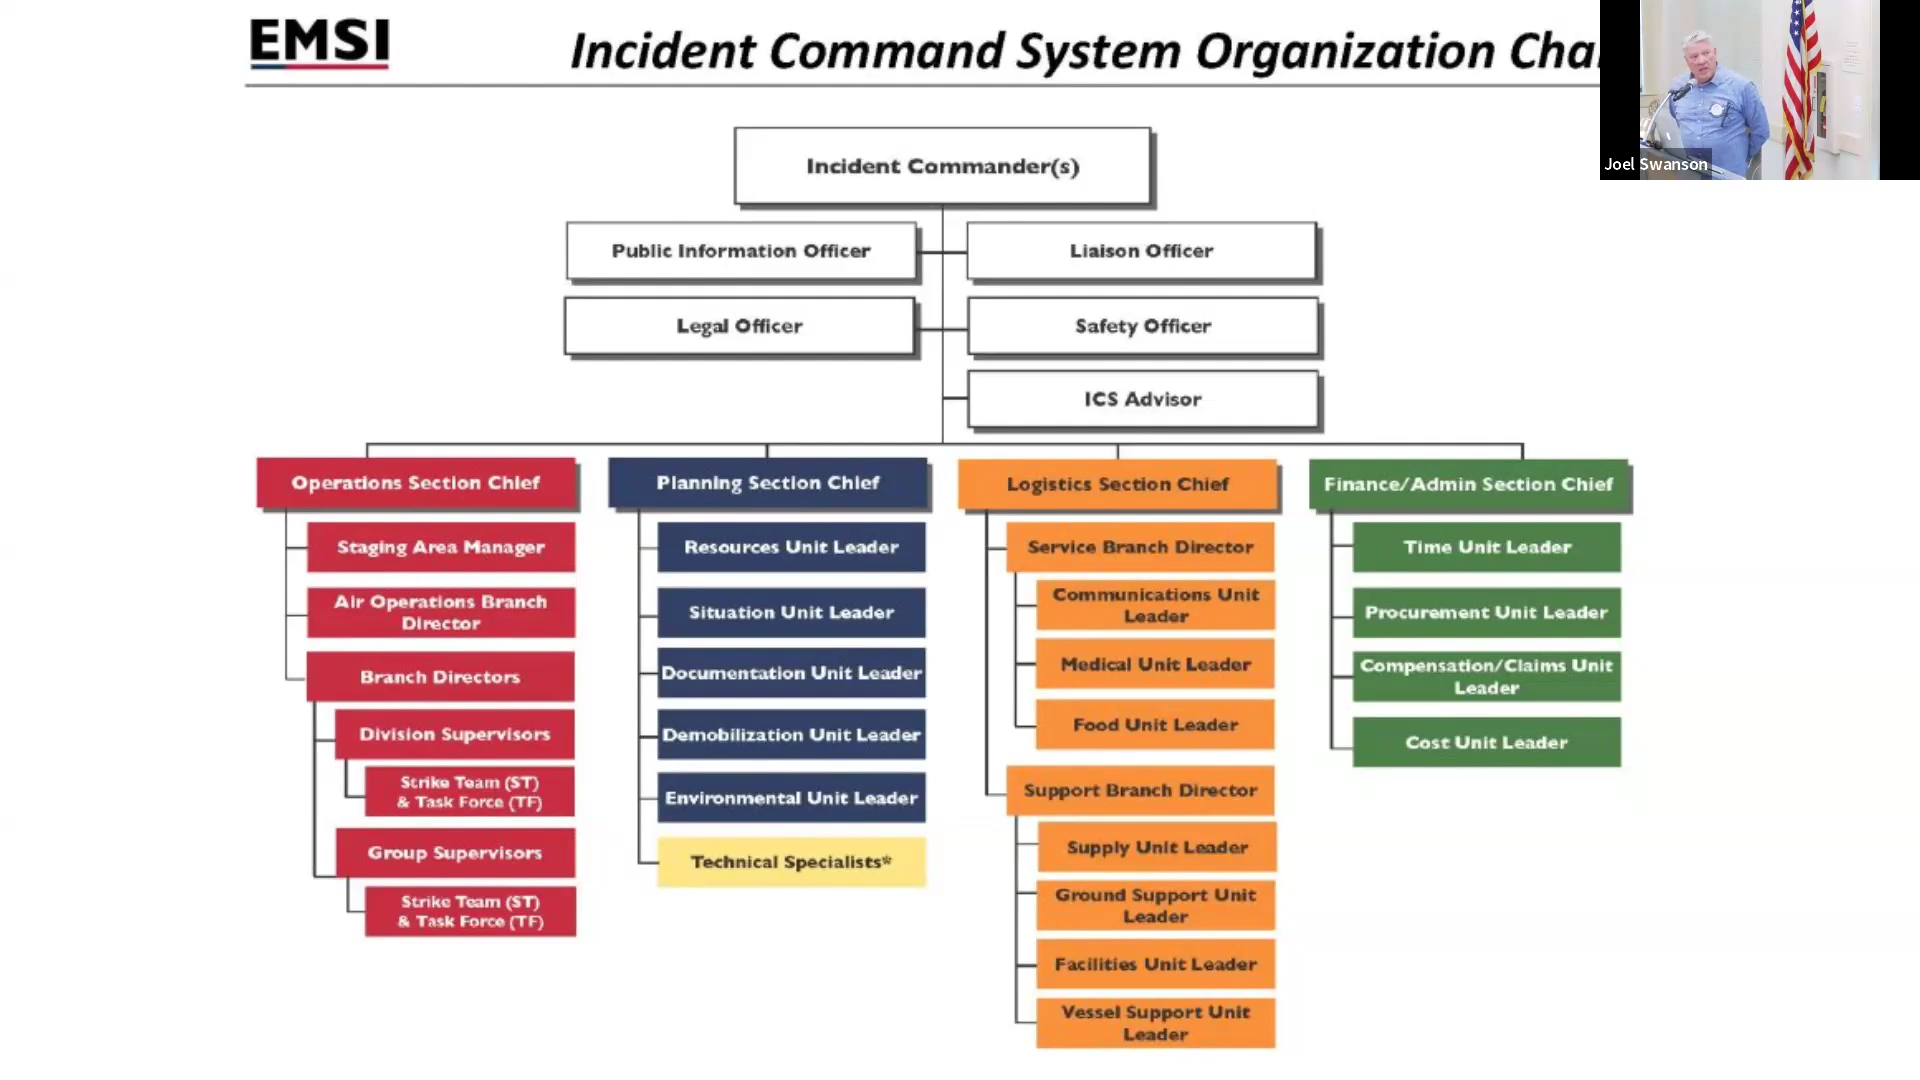 EMSI
Incident Command System Organization Cha
Joel Swanson
Incident Commander(s)
Public Information Officer
Liaison Officer
Legal Officer
Safety Officer
ICS Advisor
Operations Section Chief
Staging Area Manager
Air Operations Branch
Director
Branch Directors
Division Supervisors
Strike Team (ST)
& Task Force (TF)
Group Supervisors
Strike Team (ST)
& Task Force (TF)
Planning Section Chief
Resources Unit Leader
Situation Unit Leader
Documentation Unit Leader
Demobilization Unit Leader
Environmental Unit Leader
Technical Specialists*
Logistics Section Chief
Service Branch Director
Communications Unit
Leader
Medical Unit Leader
Food Unit Leader
Support Branch Director
Supply Unit Leader
Ground Support Unit
Leader
Facilities Unit Leader
Vessel Support Unit
Leader
Finance/Admin Section Chief
Time Unit Leader
Procurement Unit Leader
Compensation/Claims Unit
Leader
Cost Unit Leader